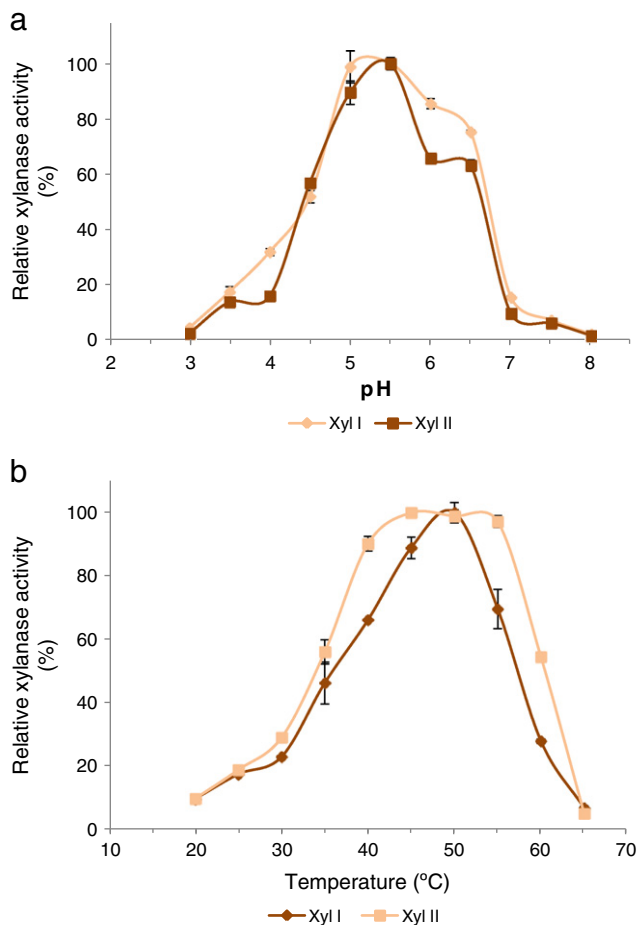 a
Relative xylanase activity
(%)
100
80
60
40
20
0
2 3 4 5 6 7 8
pH
Xyl I Xyl II
b
Relative xylanase activity
(%)
100
80
60
40
20
0
10 20 30 40 50 60 70
Temperature (ºC)
Xyl I Xyl II